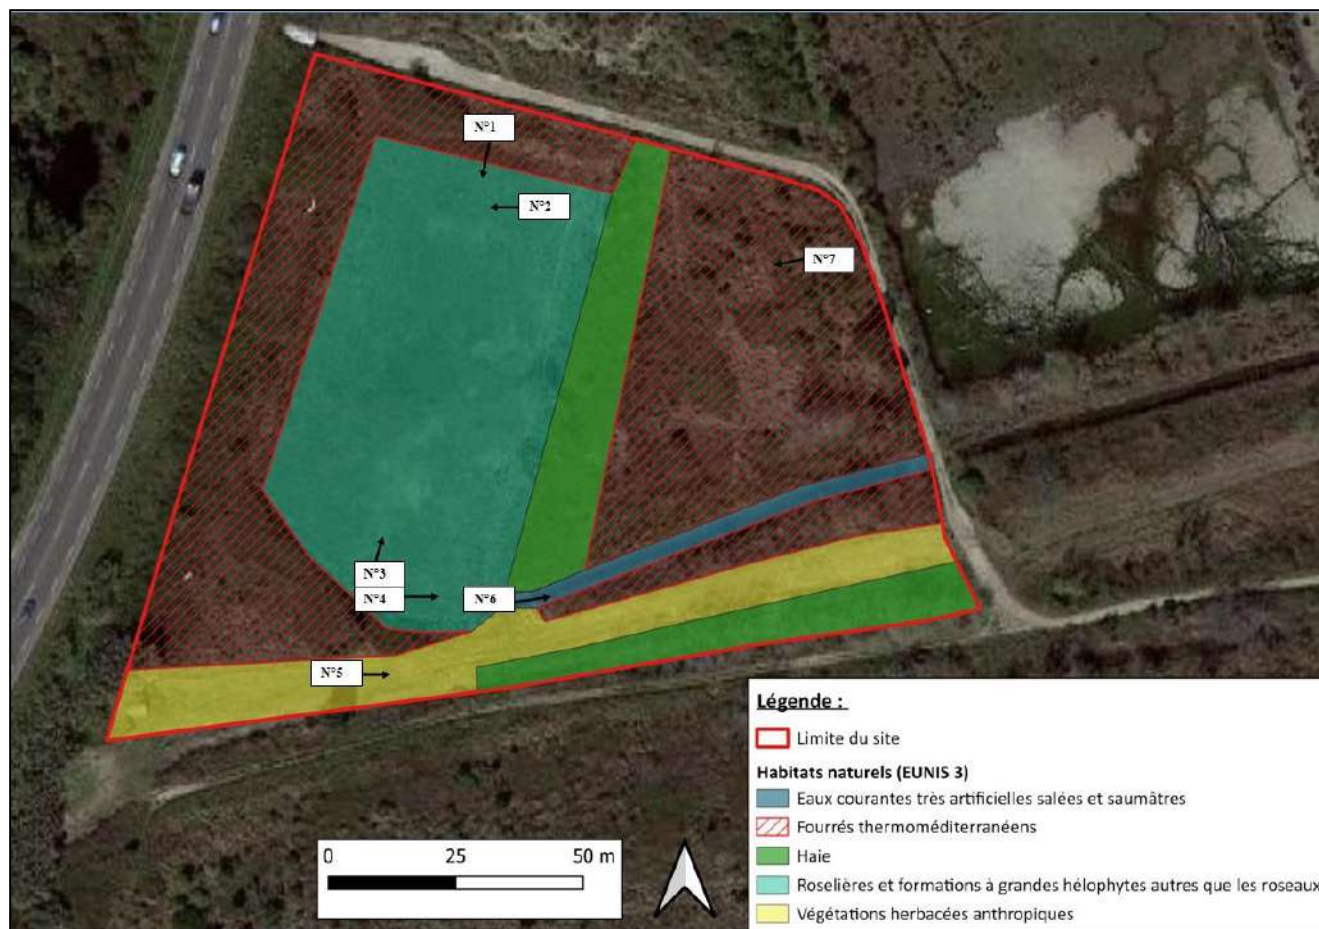 N°1
N°2
N°7
N°3
N°4
N°6
N°5
Légende :
Limite du site
Habitats naturels (EUNIS 3)
Eaux courantes très artificielles salées et saumâtres
Fourrés thermoméditerranéens
Haie
Roselières et formations à grandes hélophytes autres que les roseaux
Végétations herbacées anthropiques
0 25 50 m